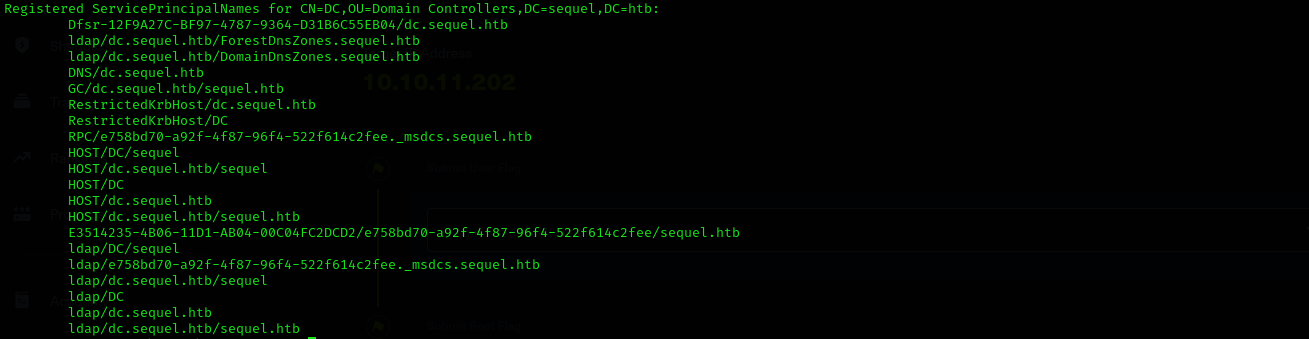 Registered ServicePrincipalNames for CN=DC,OU=Domain Controllers,DC=sequel,DC=htb:
Dfsr-12F9A27C-BF97-4787-9364-D31B6C55EB04/dc.sequel.htb
ldap/dc.sequel.htb/ForestDnsZones.sequel.htb
ldap/dc.sequel.htb/DomainDnsZones.sequel.htb
DNS/dc.sequel.htb
GC/dc.sequel.htb/sequel.htb
RestrictedKrbHost/dc.sequel.htb
RestrictedKrbHost/DC
RPC/e758bd70-a92f-4f87-96f4-522f614c2fee._msdcs.sequel.htb
HOST/DC/sequel
HOST/dc.sequel.htb/sequel
HOST/DC
HOST/dc.sequel.htb
HOST/dc.sequel.htb/sequel.htb
E3514235-4B06-11D1-AB04-00C04FC2DCD2/e758bd70-a92f-4f87-96f4-522f614c2fee/sequel.htb
ldap/DC/sequel
ldap/e758bd70-a92f-4f87-96f4-522f614c2fee._msdcs.sequel.htb
ldap/dc.sequel.htb/sequel
ldap/DC
ldap/dc.sequel.htb
ldap/dc.sequel.htb/sequel.htb
Address
10.10.11.202